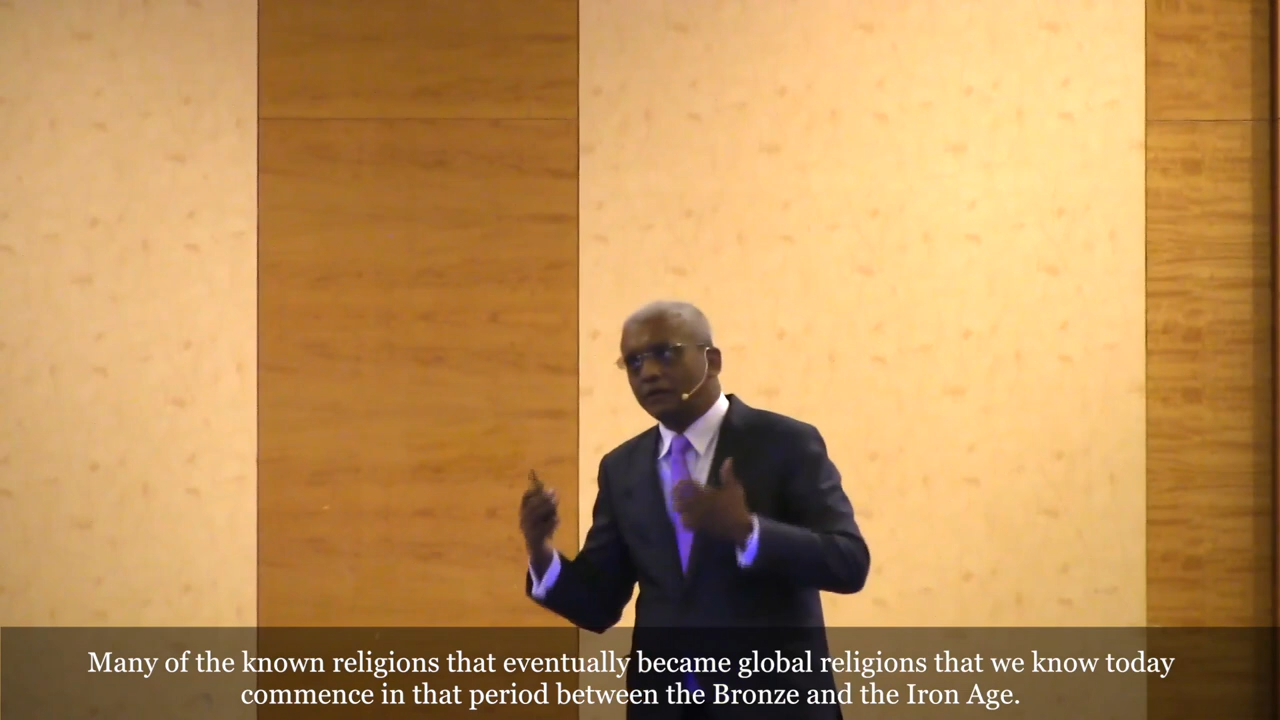 Many of the known religions that eventually became global religions that we know today
commence in that period between the Bronze and the Iron Age.